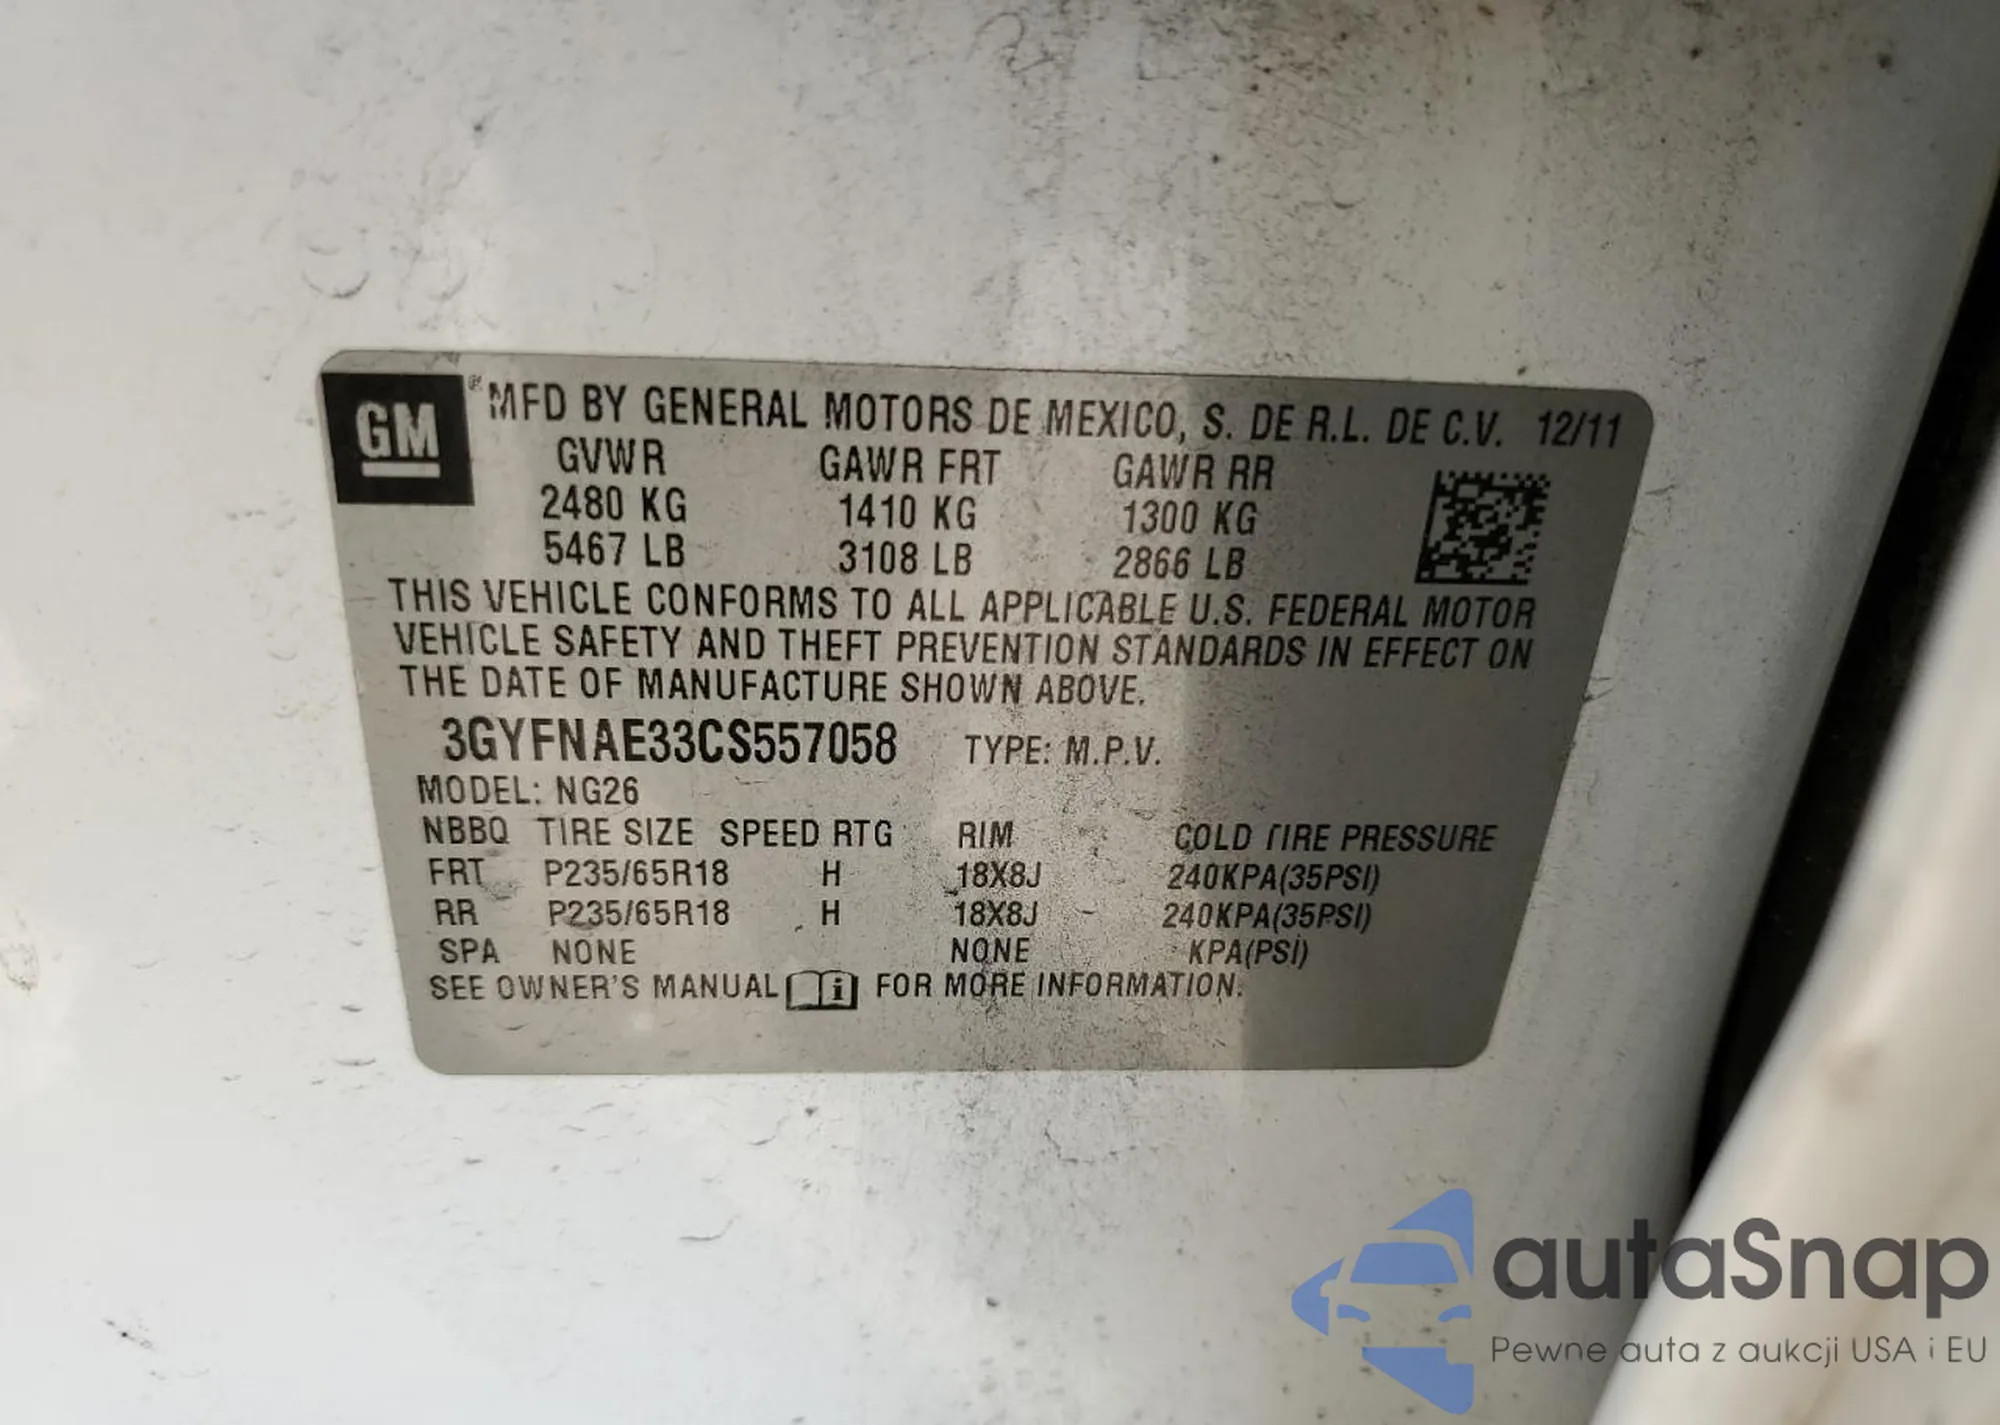 GM
® MFD BY GENERAL MOTORS DE MEXICO, S. DE R.L. DE C.V. 12/11
GVWR GAWR FRT GAWR RR
2480 KG 1410 KG 1300 KG
5467 LB 3108 LB 2866 LB
THIS VEHICLE CONFORMS TO ALL APPLICABLE U.S. FEDERAL MOTOR
VEHICLE SAFETY AND THEFT PREVENTION STANDARDS IN EFFECT ON
THE DATE OF MANUFACTURE SHOWN ABOVE.
3GYFNAE33CS557058 TYPE: M.P.V.
MODEL: NG26
NBBQ TIRE SIZE SPEED RTG RIM COLD TIRE PRESSURE
FRT P235/65R18 H 18X8J 240KPA(35PSI)
RR P235/65R18 H 18X8J 240KPA(35PSI)
SPA NONE NONE KPA(PSI)
SEE OWNER'S MANUAL i FOR MORE INFORMATION.
autaSnap
Pewne auta z aukcji USA i EU